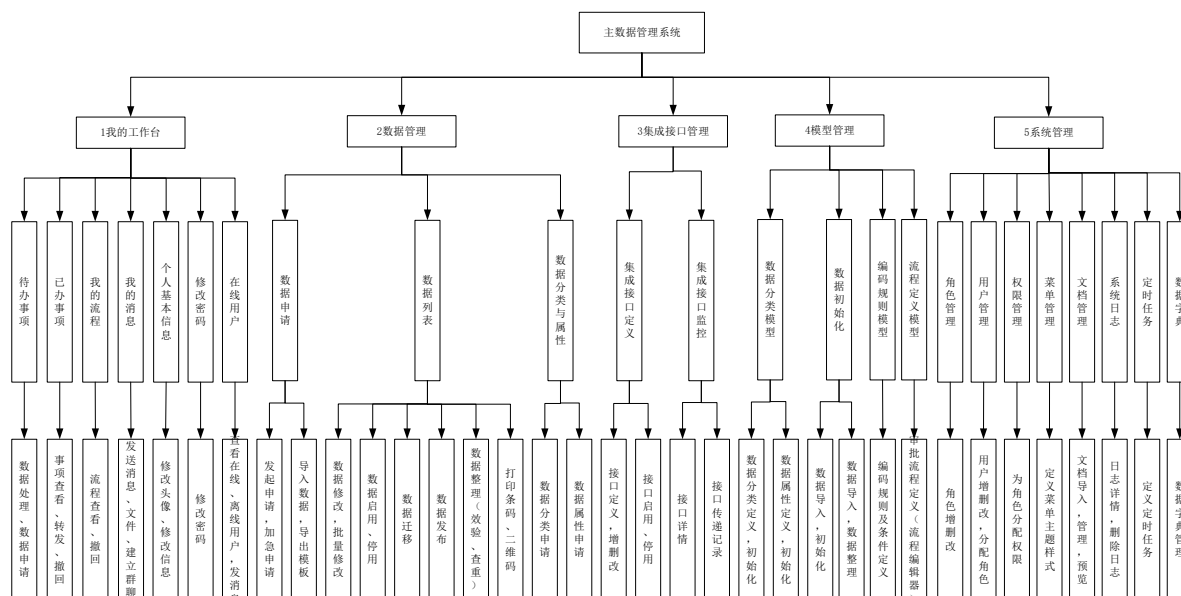 主数据管理系统
1我的工作台
2数据管理
3集成接口管理
4模型管理
5系统管理
待办事项
已办事项
我的流程
我的消息
个人基本信息
修改密码
在线用户
数据申请
数据列表
数据分类与属性
集成接口定义
集成接口监控
数据分类模型
数据初始化
编码规则模型
流程定义模型
角色管理
用户管理
权限管理
菜单管理
文档管理
系统日志
定时任务
数据字典
数据处理、数据申请
事项查看、转发、撤回
流程查看、撤回
发送消息、文件、建立群聊
修改头像、修改信息
修改密码
查看在线、离线用户,发消息
发起申请,加急申请
导入数据,导出模板
数据修改,批量修改
数据启用、停用
数据迁移
数据发布
数据整理(效验、查重)
打印条码、二维码
数据分类申请
数据属性申请
接口定义,增删改
接口启用、停用
接口详情
接口传递记录
数据分类定义,初始化
数据属性定义,初始化
数据导入,初始化
数据导入,数据整理
编码规则及条件定义
审批流程定义(流程编辑器)
角色增删改
用户增删改,分配角色
为角色分配权限
定义菜单主题样式
文档导入,管理,预览
日志详情,删除日志
定义定时任务
数据字典管理